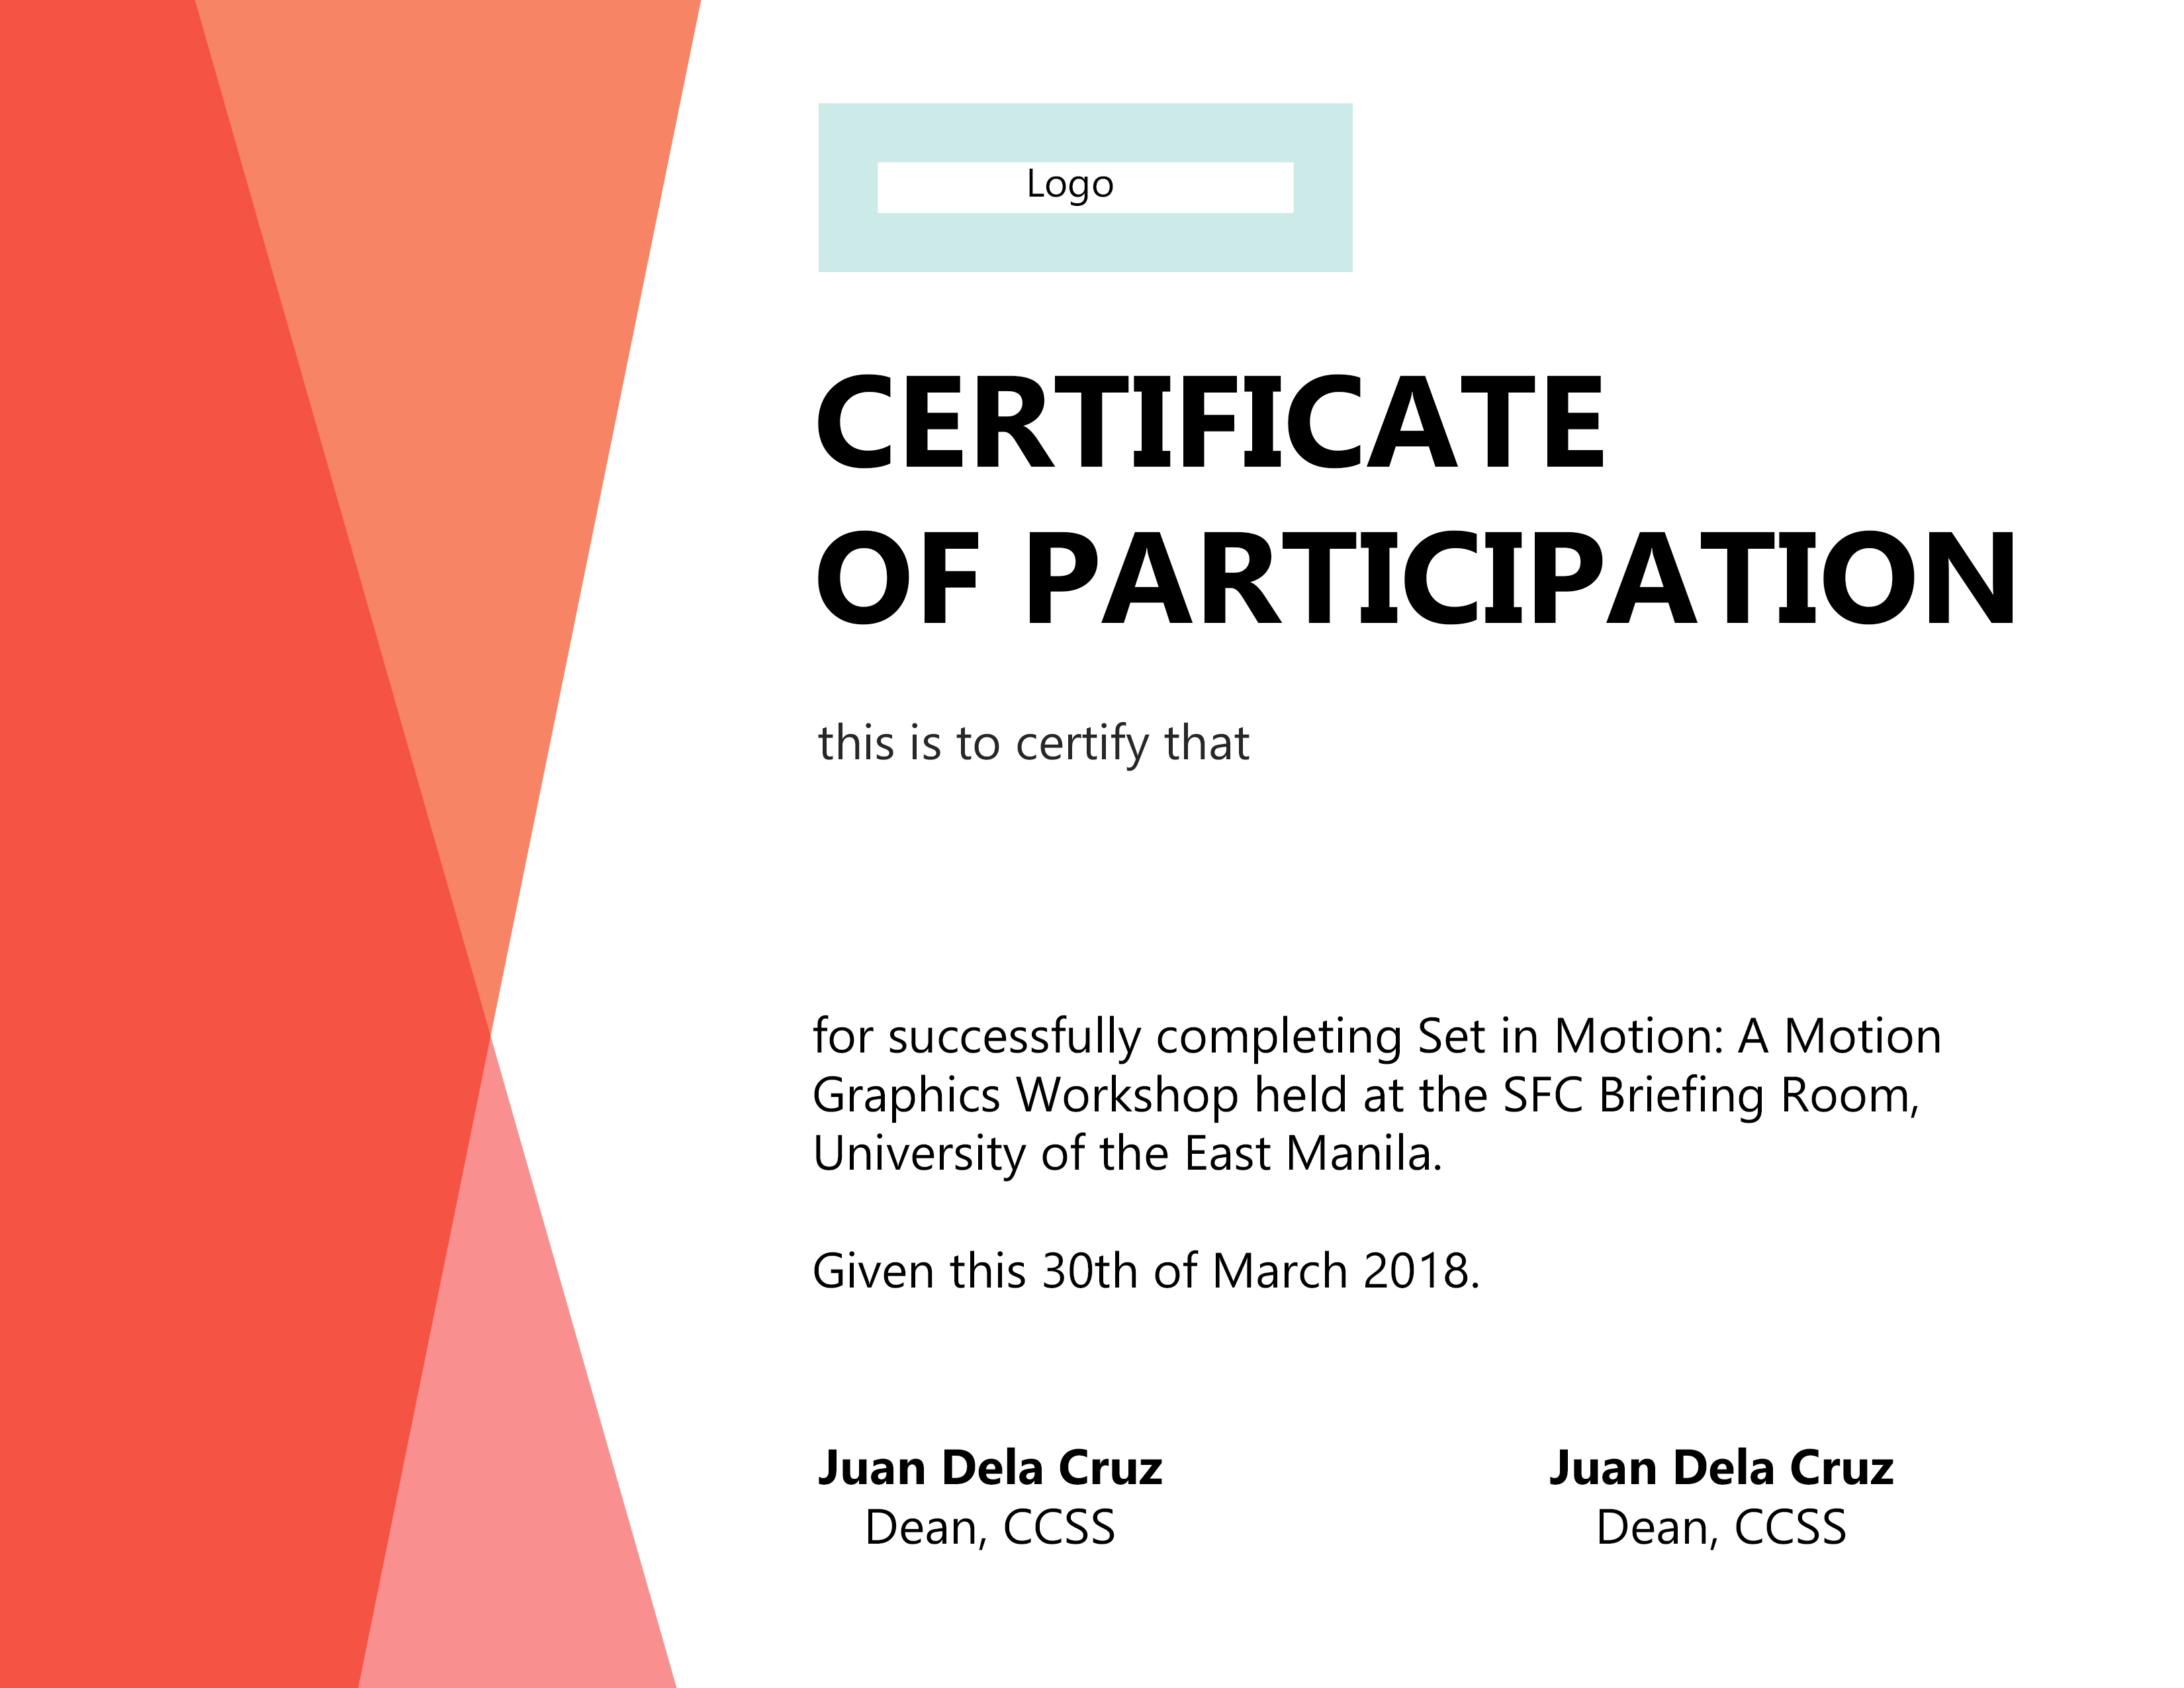 Logo
CERTIFICATE
OF PARTICIPATION
this is to certify that
for successfully completing Set in Motion: A Motion
Graphics Workshop held at the SFC Briefing Room,
University of the East Manila.
Given this 30th of March 2018.
Juan Dela Cruz
Dean, CCSS
Juan Dela Cruz
Dean, CCSS